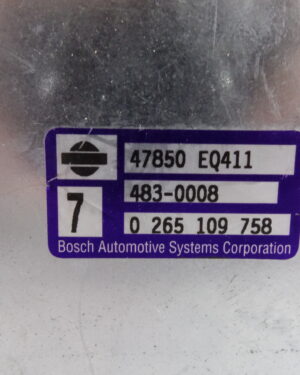 47850 EQ411
483-0008
7
0 265 109 758
Bosch Automotive Systems Corporation